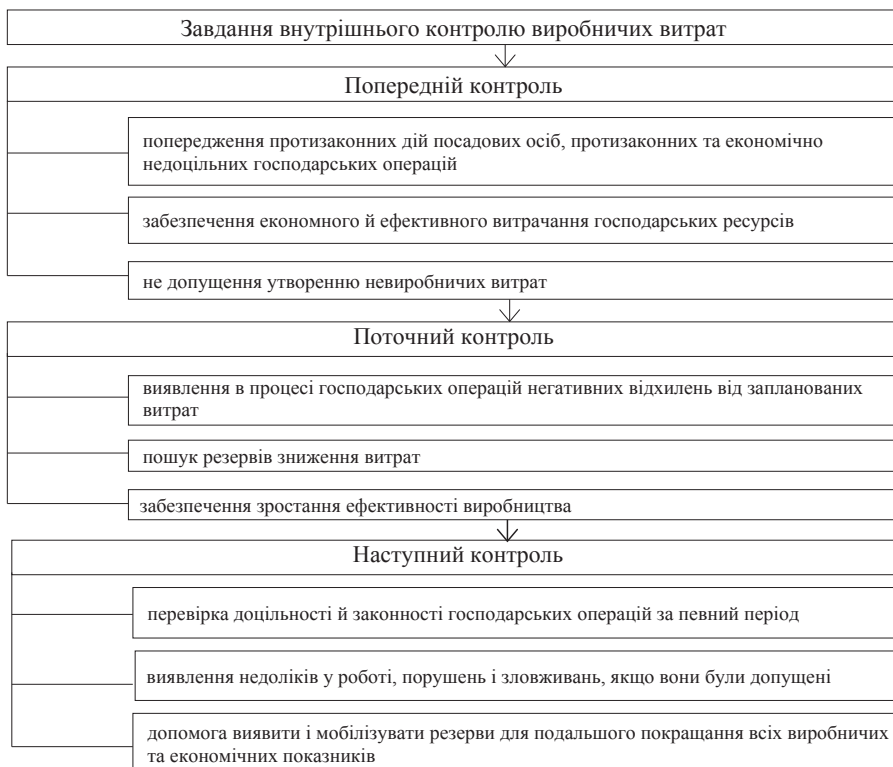 Завдання внутрішнього контролю виробничих витрат
Попередній контроль
попередження протизаконних дій посадових осіб, протизаконних та економічно
недоцільних господарських операцій
забезпечення економного й ефективного витрачання господарських ресурсів
не допущення утворенню невиробничих витрат
Поточний контроль
виявлення в процесі господарських операцій негативних відхилень від запланованих
витрат
пошук резервів зниження витрат
забезпечення зростання ефективності виробництва
Наступний контроль
перевірка доцільності й законності господарських операцій за певний період
виявлення недоліків у роботі, порушень і зловживань, якщо вони були допущені
допомога виявити і мобілізувати резерви для подальшого покращання всіх виробничих
та економічних показників